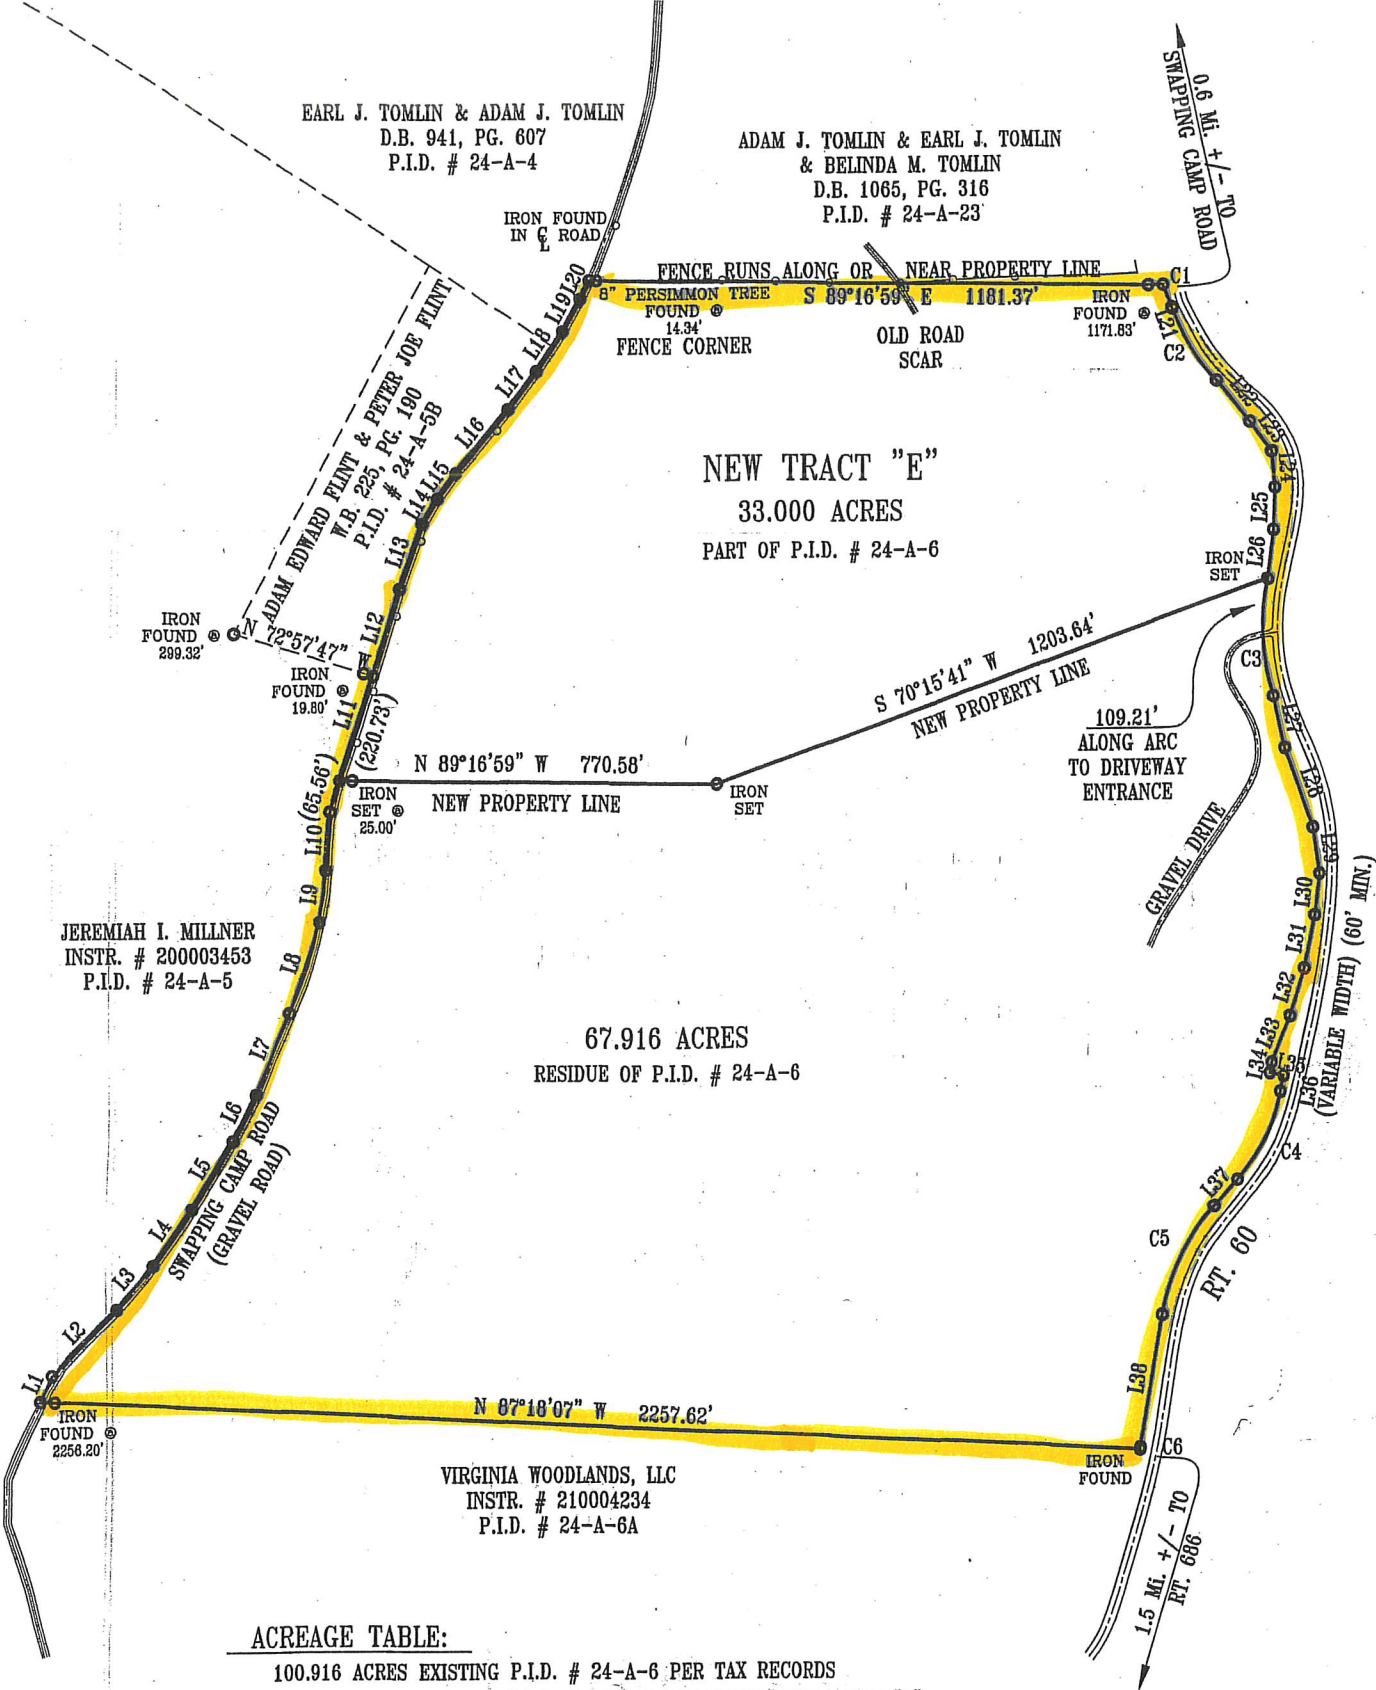 EARL J. TOMLIN & ADAM J. TOMLIN
D.B. 941, PG. 607
P.I.D. # 24-A-4
ADAM J. TOMLIN & EARL J. TOMLIN
& BELINDA M. TOMLIN
D.B. 1065, PG. 316
P.I.D. # 24-A-23
0.6 Mi. +/- TO
SWAPPING CAMP ROAD
IRON FOUND
IN ℄ ROAD
FENCE RUNS ALONG OR NEAR PROPERTY LINE
S 89°16'59" E 1181.37'
8" PERSIMMON TREE
FOUND @
14.34'
FENCE CORNER
OLD ROAD
SCAR
IRON
FOUND @
1171.83'
C1
L21
C2
L22
L23
L24
L25
L26
L20
L19
L18
L17
L16
L15
L14
L13
L12
L11
ADAM EDWARD FLINT & PETER JOE FLINT
W.B. 225, PG. 190
P.I.D. # 24-A-5B
NEW TRACT "E"
33.000 ACRES
PART OF P.I.D. # 24-A-6
IRON
SET
IRON
FOUND @
299.32'
N 72°57'47" W
IRON
FOUND @
19.80'
(220.73')
S 70°15'41" W 1203.64'
NEW PROPERTY LINE
C3
109.21'
ALONG ARC
TO DRIVEWAY
ENTRANCE
GRAVEL DRIVE
N 89°16'59" W 770.58'
NEW PROPERTY LINE
IRON
SET @
25.00'
IRON
SET
L10 (65.56')
L9
L8
L7
L6
L5
L4
L3
L2
L1
L27
L28
L29
L30
L31
L32
L33
L34
L35
L36
(VARIABLE WIDTH) (60' MIN.)
JEREMIAH I. MILLNER
INSTR. # 200003453
P.I.D. # 24-A-5
67.916 ACRES
RESIDUE OF P.I.D. # 24-A-6
SWAPPING CAMP ROAD
(GRAVEL ROAD)
C4
L37
C5
RT. 60
L38
C6
N 87°18'07" W 2257.62'
IRON
FOUND @
2256.20'
IRON
FOUND
VIRGINIA WOODLANDS, LLC
INSTR. # 210004234
P.I.D. # 24-A-6A
1.5 Mi. +/- TO
RT. 686
ACREAGE TABLE:
100.916 ACRES EXISTING P.I.D. # 24-A-6 PER TAX RECORDS